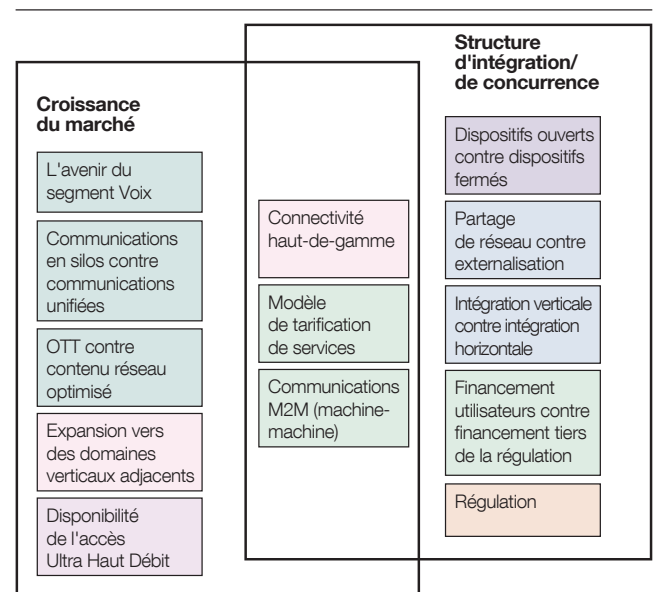 Croissance
du marché
L'avenir du
segment Voix
Communications
en silos contre
communications
unifiées
OTT contre
contenu réseau
optimisé
Expansion vers
des domaines
verticaux adjacents
Disponibilité
de l'accès
Ultra Haut Débit
Connectivité
haut-de-gamme
Modèle
de tarification
de services
Communications
M2M (machine-
machine)
Structure
d'intégration/
de concurrence
Dispositifs ouverts
contre dispositifs
fermés
Partage
de réseau contre
externalisation
Intégration verticale
contre intégration
horizontale
Financement
utilisateurs contre
financement tiers
de la régulation
Régulation